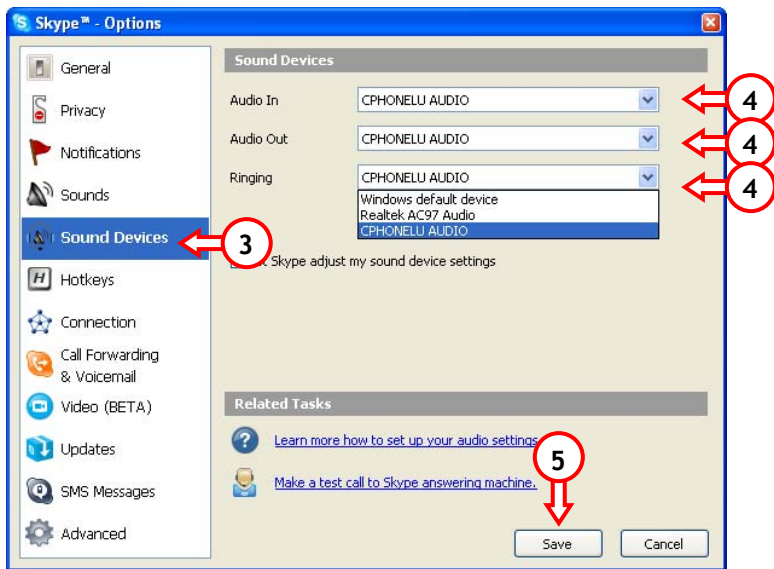 Skype™ - Options
General
Privacy
Notifications
Sounds
Sound Devices
Hotkeys
Connection
Call Forwarding
& Voicemail
Video (BETA)
Updates
SMS Messages
Advanced
3
Sound Devices
Audio In
CPHONELU AUDIO
4
Audio Out
CPHONELU AUDIO
4
Ringing
CPHONELU AUDIO
4
Windows default device
Realtek AC97 Audio
CPHONELU AUDIO
Skype adjust my sound device settings
Related Tasks
Learn more how to set up your audio settings
Make a test call to Skype answering machine.
5
Save
Cancel